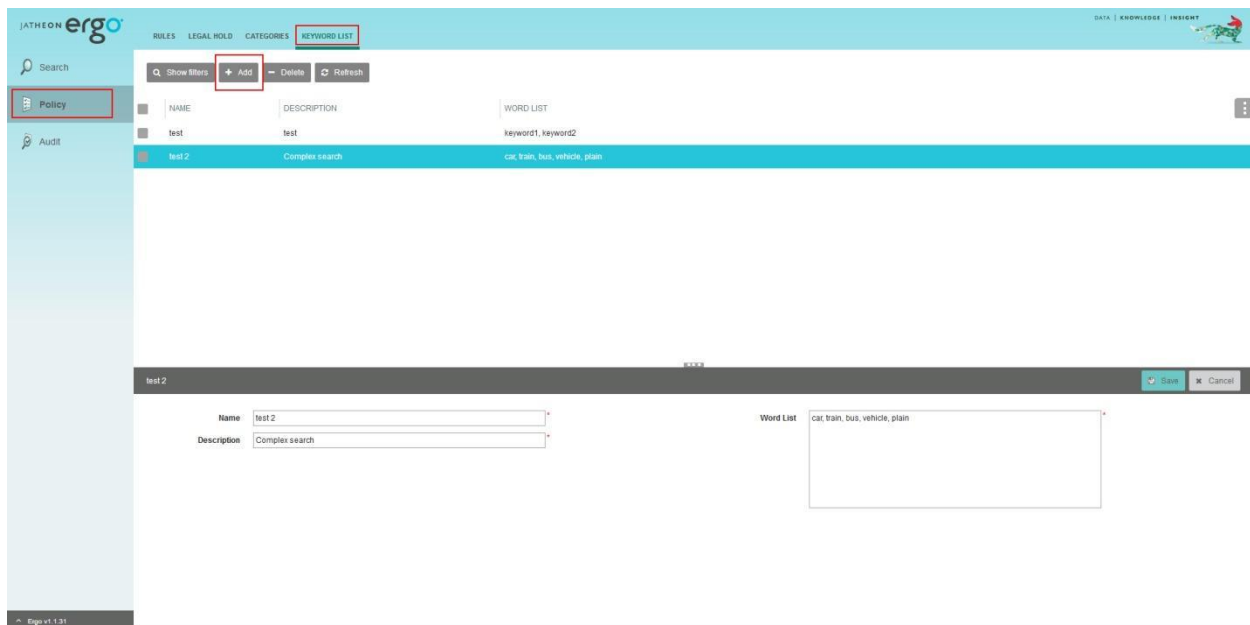 JATHEON ergo
DATA | KNOWLEDGE | INSIGHT
RULES LEGAL HOLD CATEGORIES KEYWORD LIST
Search
Policy
Audit
Show filters Add Delete Refresh
NAME DESCRIPTION WORD LIST
test test keyword1, keyword2
test 2 Complex search car, train, bus, vehicle, plain
test 2 Save Cancel
Name test 2 * Word List car, train, bus, vehicle, plain *
Description Complex search *
Ergo v1.1.31